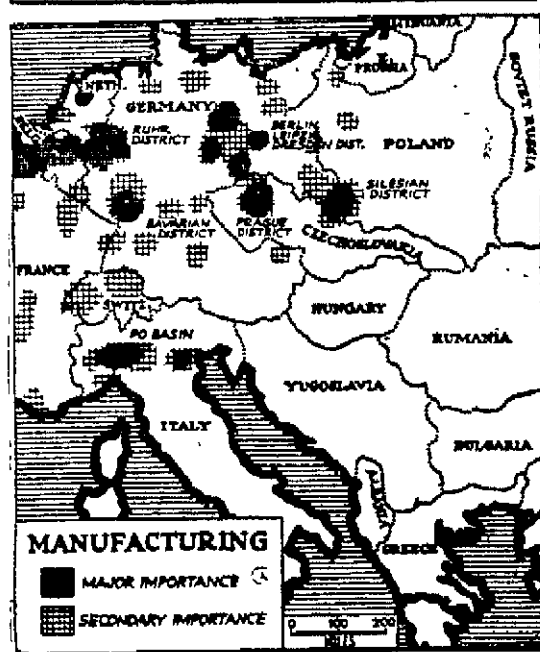 LITHUANIA
PRUSSIA
SOVIET RUSSIA
NETH.
GERMANY
RUHR
DISTRICT
BERLIN
LEIPZIG
DRESDEN DIST.
POLAND
SILESIAN
DISTRICT
BAVARIAN
DISTRICT
PRAGUE
DISTRICT
CZECHOSLOVAKIA
FRANCE
SWITZ.
HUNGARY
PO BASIN
RUMANIA
YUGOSLAVIA
ITALY
BULGARIA
ALBANIA
GREECE
MANUFACTURING
MAJOR IMPORTANCE
SECONDARY IMPORTANCE
0 100 200
MILES